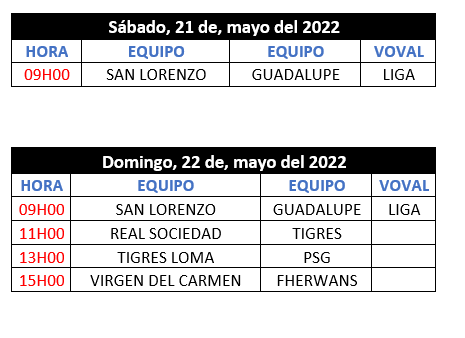 Sábado, 21 de, mayo del 2022
HORA EQUIPO EQUIPO VOVAL
09H00 SAN LORENZO GUADALUPE LIGA
Domingo, 22 de, mayo del 2022
HORA EQUIPO EQUIPO VOVAL
09H00 SAN LORENZO GUADALUPE LIGA
11H00 REAL SOCIEDAD TIGRES
13H00 TIGRES LOMA PSG
15H00 VIRGEN DEL CARMEN FHERWANS